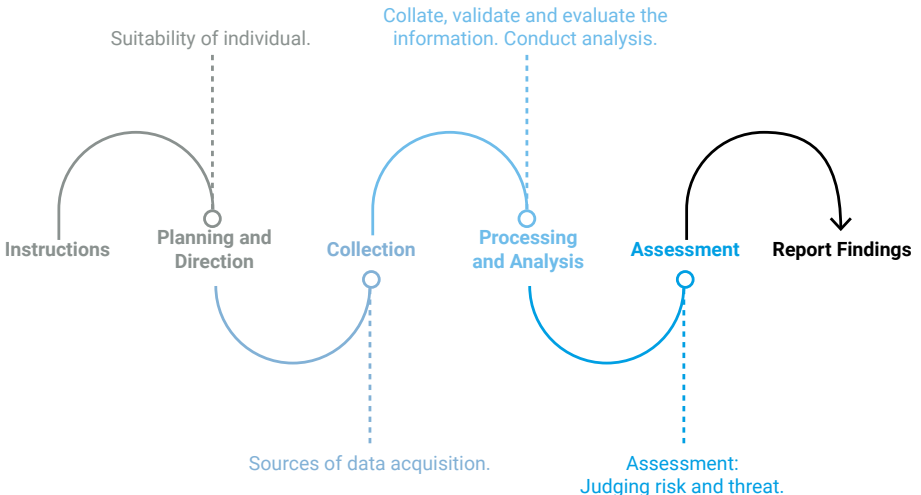 Collate, validate and evaluate the
information. Conduct analysis.
Suitability of individual.
Instructions
Planning and
Direction
Collection
Processing
and Analysis
Assessment
Report Findings
Sources of data acquisition.
Assessment:
Judging risk and threat.